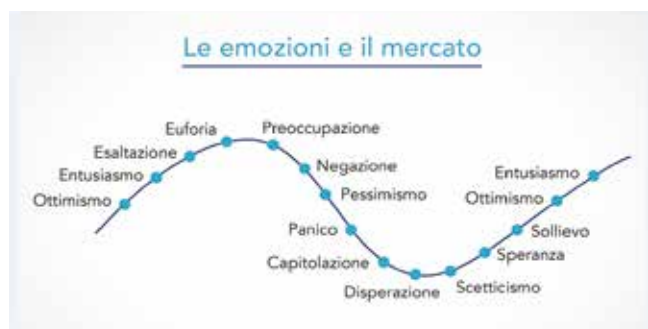 Le emozioni e il mercato
Euforia
Preoccupazione
Esaltazione
Negazione
Entusiasmo
Pessimismo
Ottimismo
Panico
Capitolazione
Disperazione
Scetticismo
Speranza
Sollievo
Ottimismo
Entusiasmo